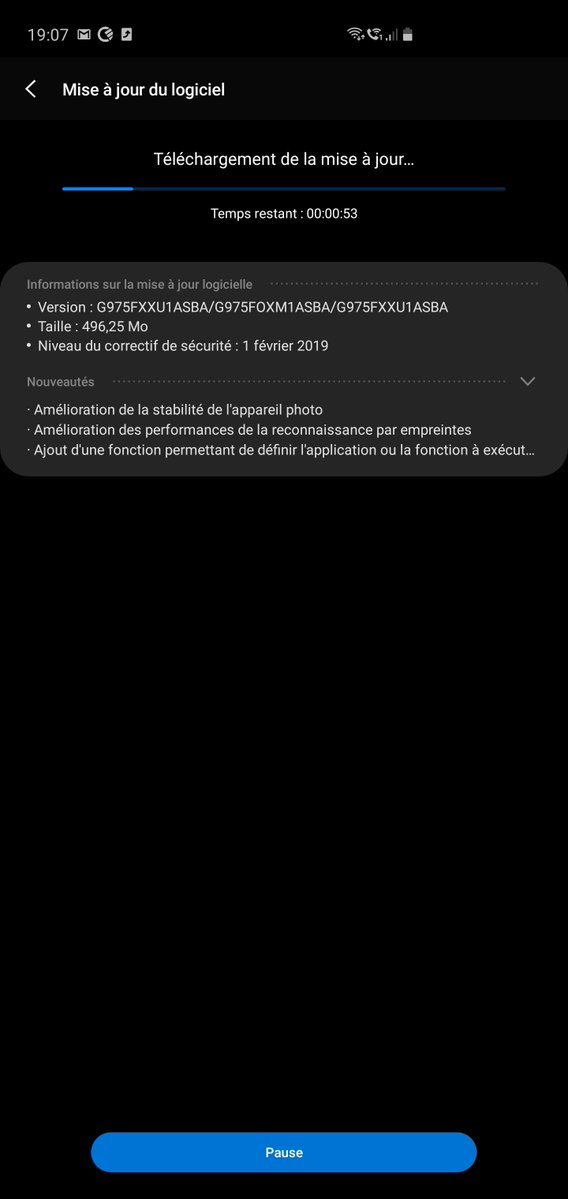 19:07
Mise à jour du logiciel
Téléchargement de la mise à jour...
Temps restant : 00:00:53
Informations sur la mise à jour logicielle
• Version : G975FXXU1ASBA/G975FOXM1ASBA/G975FXXU1ASBA
• Taille : 496,25 Mo
• Niveau du correctif de sécurité : 1 février 2019
Nouveautés
· Amélioration de la stabilité de l'appareil photo
· Amélioration des performances de la reconnaissance par empreintes
· Ajout d'une fonction permettant de définir l'application ou la fonction à exécut...
Pause